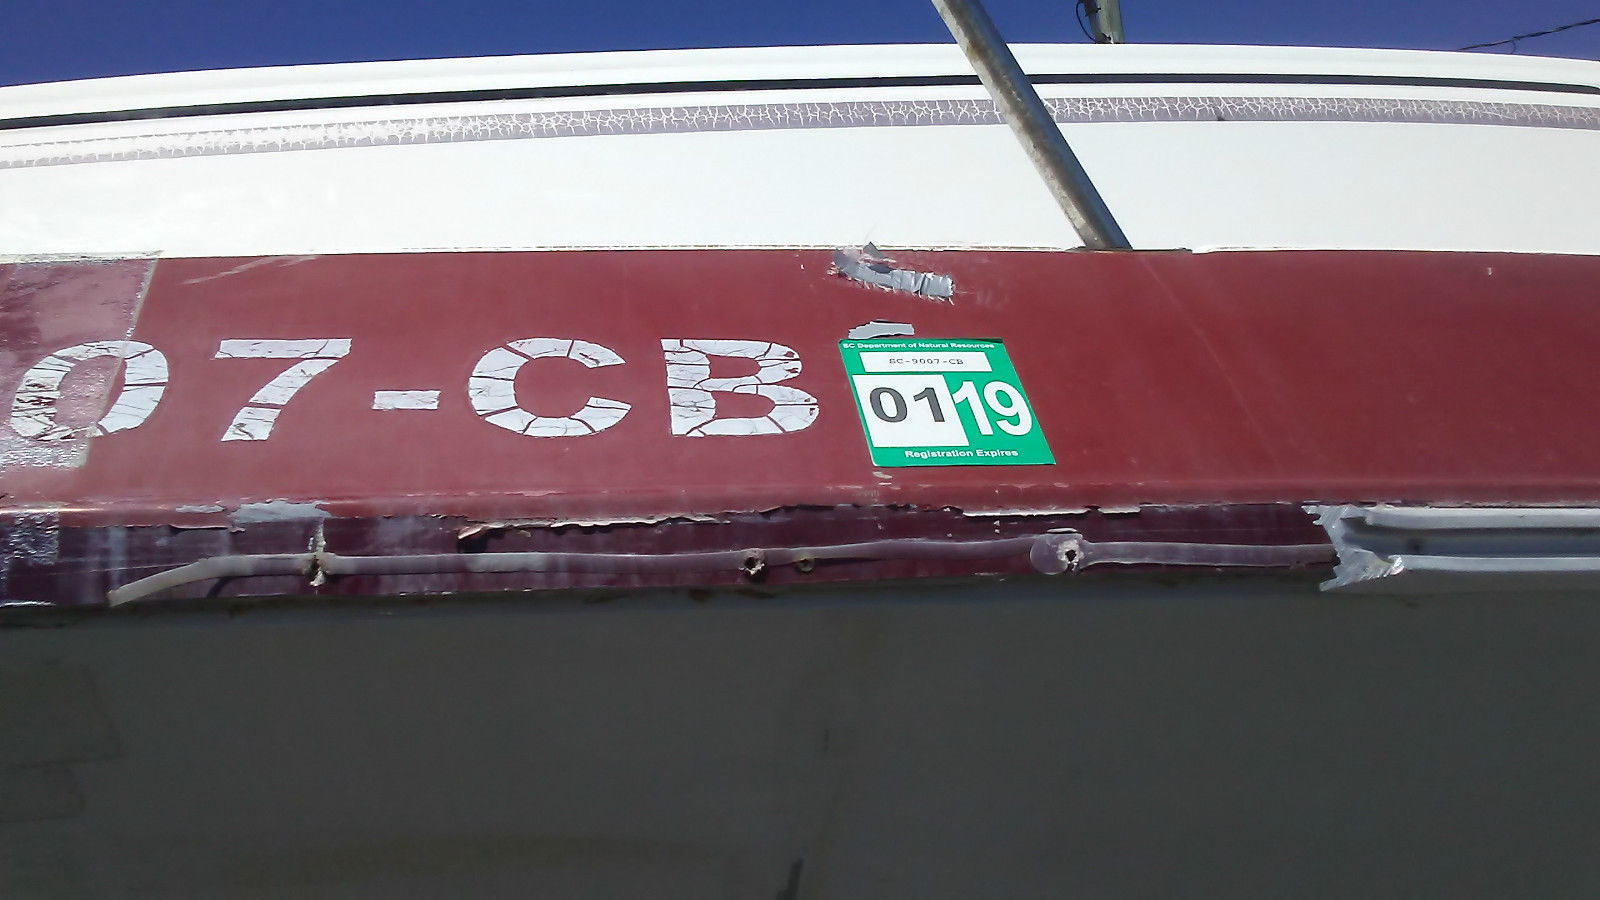 07-CB
SC Department of Natural Resources
SC-9007-CB
01 19
Registration Expires